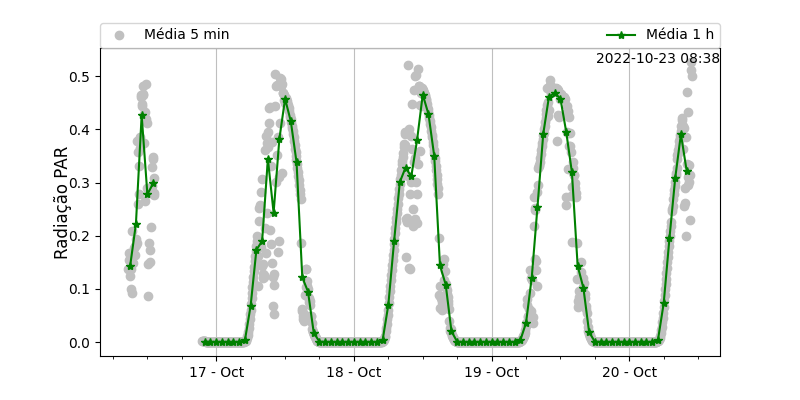 Média 5 min
Média 1 h
2022-10-23 08:38
Radiação PAR
0.5
0.4
0.3
0.2
0.1
0.0
17 - Oct
18 - Oct
19 - Oct
20 - Oct